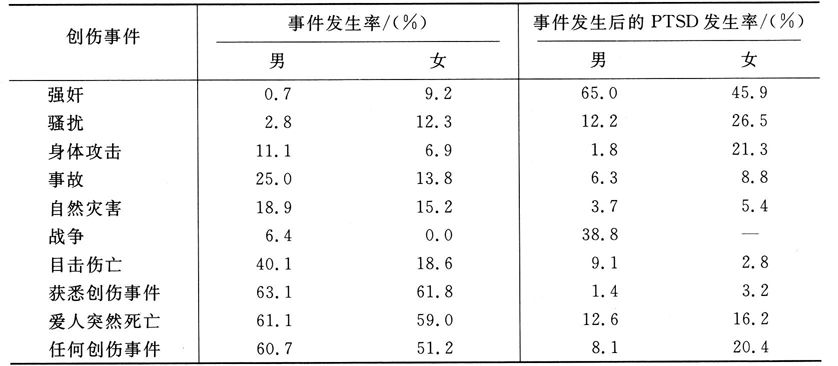 创伤事件 事件发生率/(%) 事件发生后的 PTSD 发生率/(%)
男 女 男 女
强奸 0.7 9.2 65.0 45.9
骚扰 2.8 12.3 12.2 26.5
身体攻击 11.1 6.9 1.8 21.3
事故 25.0 13.8 6.3 8.8
自然灾害 18.9 15.2 3.7 5.4
战争 6.4 0.0 38.8 —
目击伤亡 40.1 18.6 9.1 2.8
获悉创伤事件 63.1 61.8 1.4 3.2
爱人突然死亡 61.1 59.0 12.6 16.2
任何创伤事件 60.7 51.2 8.1 20.4